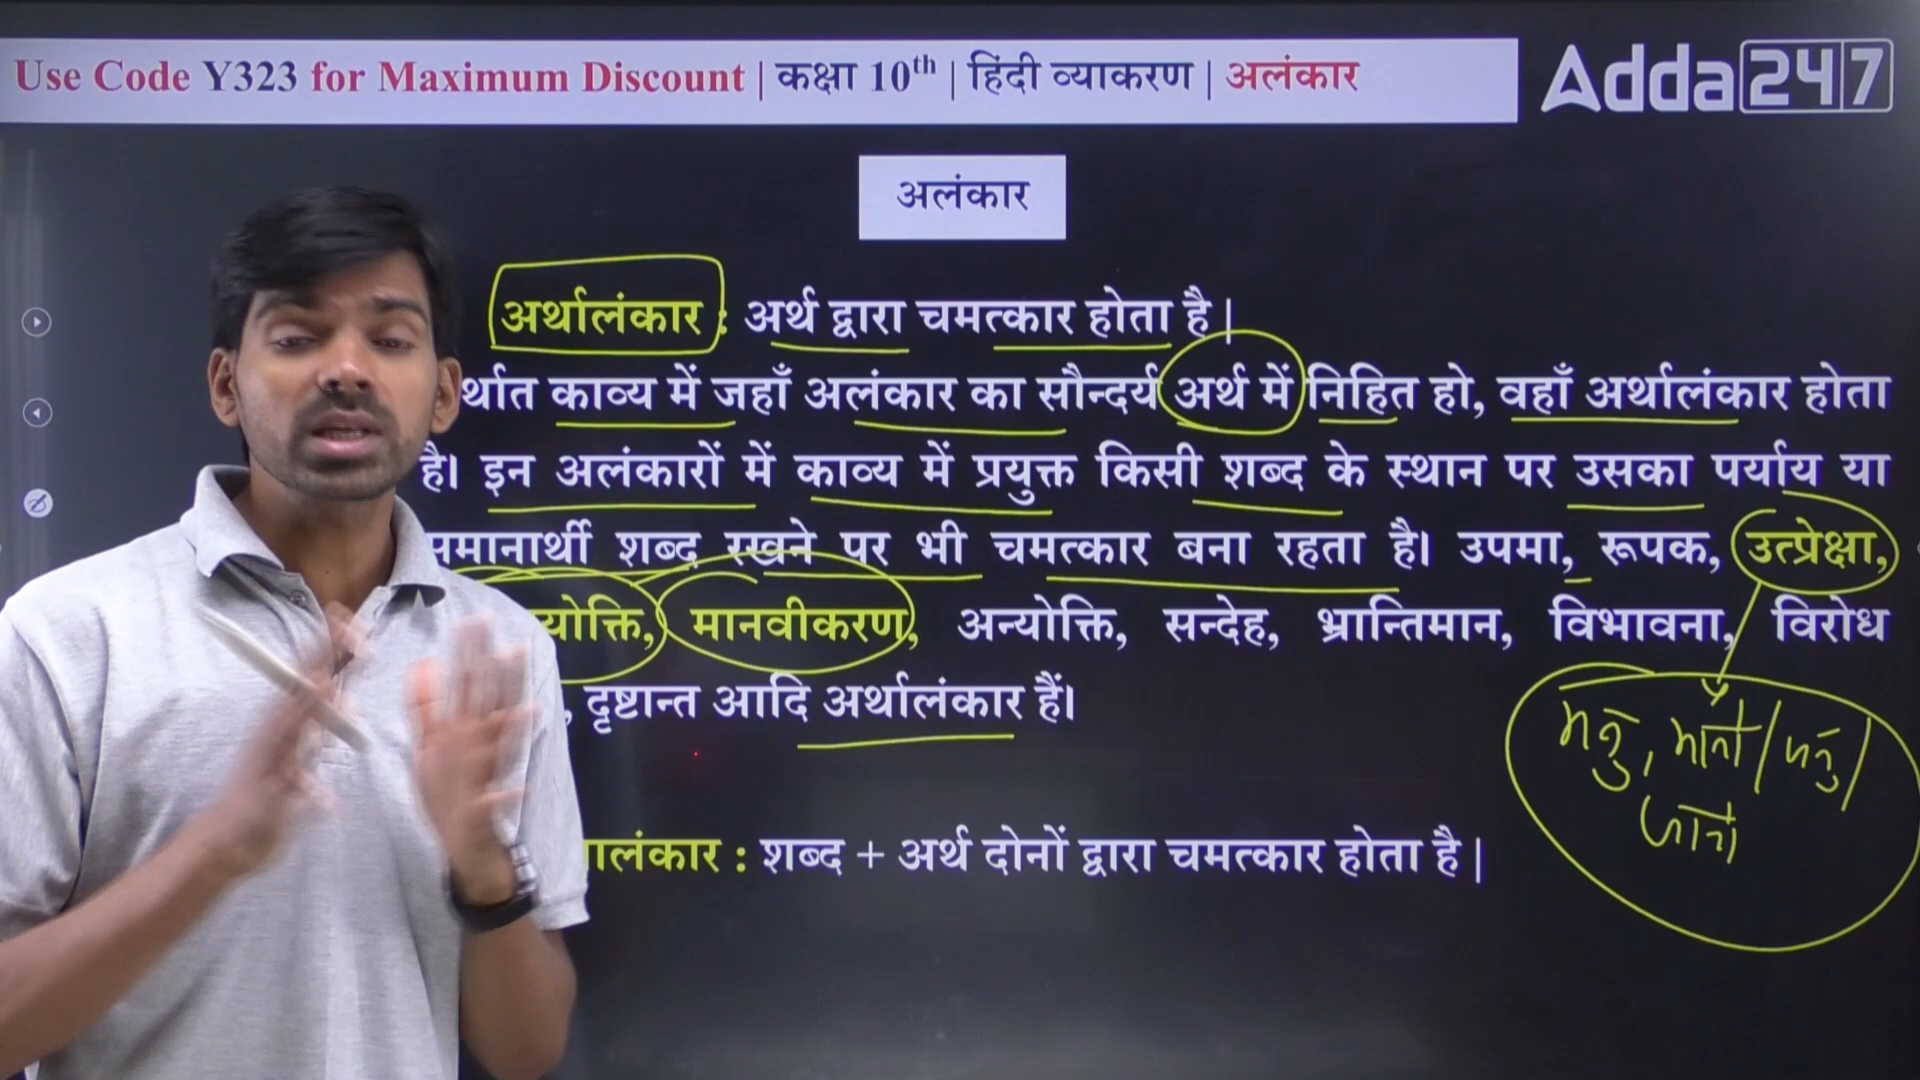 Use Code Y323 for Maximum Discount | कक्षा 10th | हिंदी व्याकरण | अलंकार
Adda247
अलंकार
अर्थालंकार : अर्थ द्वारा चमत्कार होता है |
काव्य में जहाँ अलंकार का सौन्दर्य अर्थ में निहित हो, वहाँ अर्थालंकार होता
है। इन अलंकारों में काव्य में प्रयुक्त किसी शब्द के स्थान पर उसका पर्याय या
शब्द रखने पर भी चमत्कार बना रहता है। उपमा, रूपक, उत्प्रेक्षा,
मानवीकरण, अन्योक्ति, सन्देह, भ्रान्तिमान, विभावना, विरोध
दृष्टान्त आदि अर्थालंकार हैं।
मनु, मानो / जनु /
जानो
: शब्द + अर्थ दोनों द्वारा चमत्कार होता है |